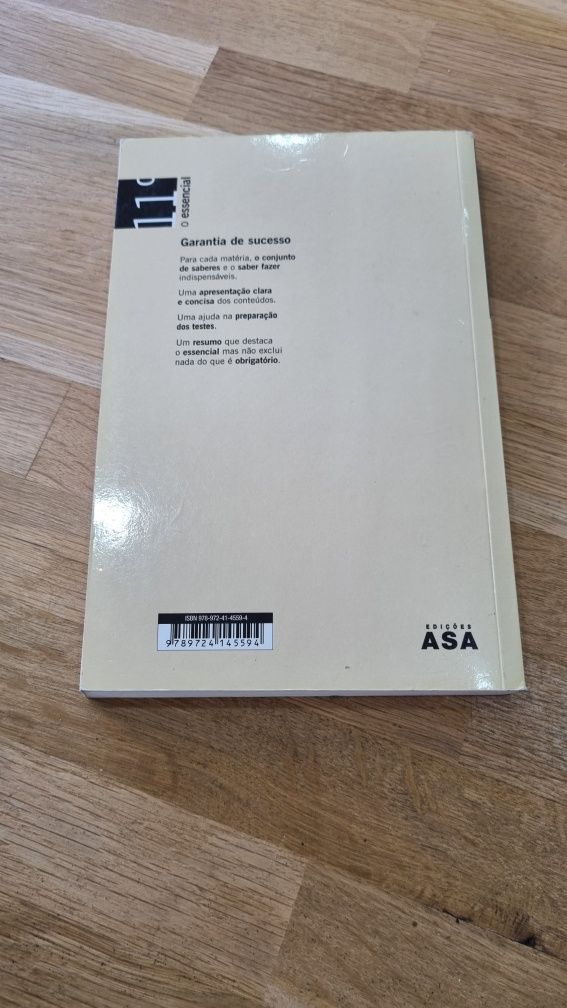 11º
o essencial
Garantia de sucesso
Para cada matéria, o conjunto
de saberes e o saber fazer
indispensáveis.
Uma apresentação clara
e concisa dos conteúdos.
Uma ajuda na preparação
dos testes.
Um resumo que destaca
o essencial mas não exclui
nada do que é obrigatório.
ISBN 978-972-41-4559-4
9789724145594
EDIÇÕES
ASA